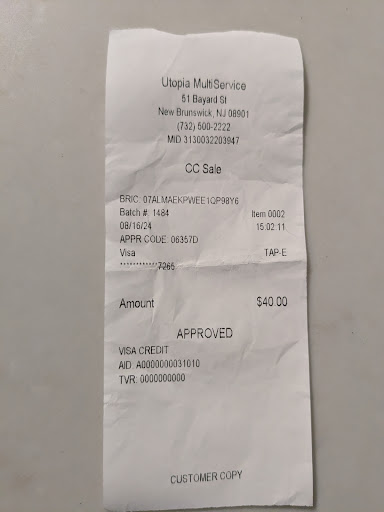 Utopia MultiService
51 Bayard St
New Brunswick, NJ 08901
(732) 500-2222
MID 3130032203947
CC Sale
BRIC: 07ALMAEKPWEE1QP98Y6
Batch #: 1484 Item 0002
08/16/24 15:02:11
APPR CODE: 06357D
Visa TAP-E
************7265
Amount $40.00
APPROVED
VISA CREDIT
AID: A0000000031010
TVR: 0000000000
CUSTOMER COPY